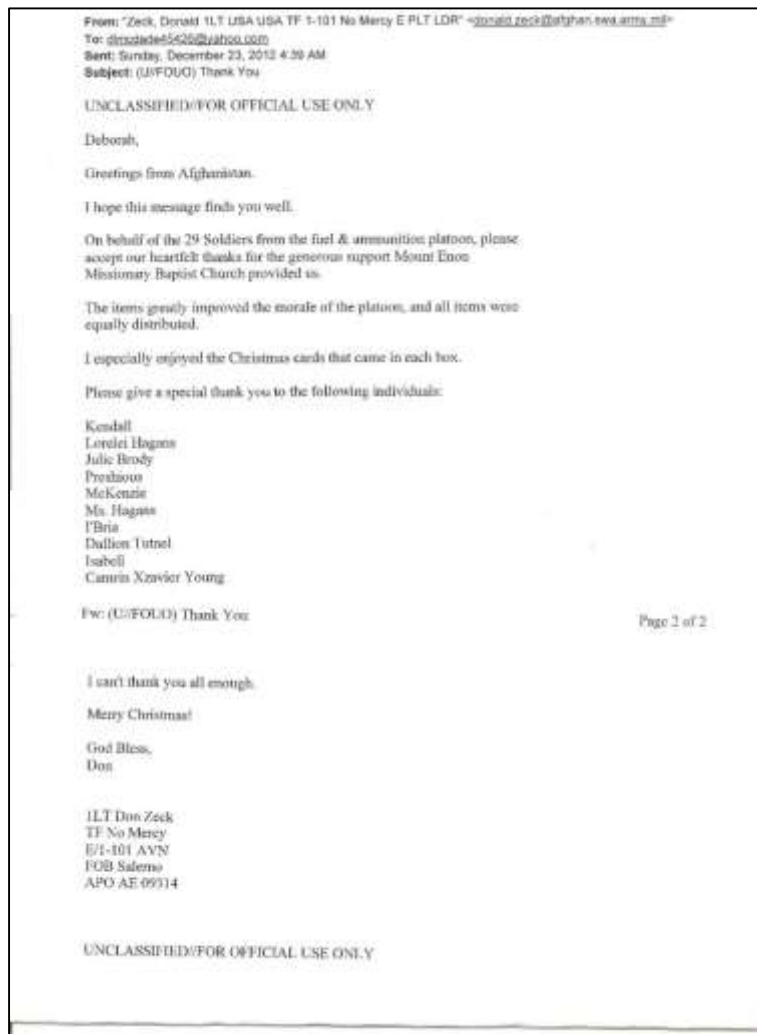 From: "Zeck, Donald 1LT USA USA TF 1-101 No Mercy E PLT LDR" <donald.zeck@afghan.swa.army.mil>
To:
Sent: Sunday, December 23, 2012 4:39 AM
Subject: (U//FOUO) Thank You
UNCLASSIFIED//FOR OFFICIAL USE ONLY
Deborah,
Greetings from Afghanistan.
I hope this message finds you well.
On behalf of the 29 Soldiers from the fuel & ammunition platoon, please
accept our heartfelt thanks for the generous support Mount Enon
Missionary Baptist Church provided us.
The items greatly improved the morale of the platoon, and all items were
equally distributed.
I especially enjoyed the Christmas cards that came in each box.
Please give a special thank you to the following individuals:
Kendall
Lorelei Hagans
Julie Brody
Preshious
McKenzie
Ms. Hagans
I'Bria
Dallion Tutnel
Isabell
Camrin Xzavier Young
Fw: (U//FOUO) Thank You
Page 2 of 2
I can't thank you all enough.
Merry Christmas!
God Bless,
Don
1LT Don Zeck
TF No Mercy
E/1-101 AVN
FOB Salerno
APO AE 09314
UNCLASSIFIED//FOR OFFICIAL USE ONLY